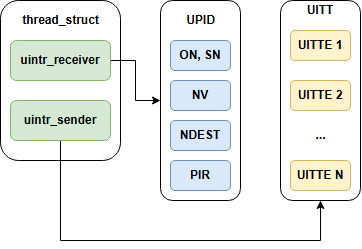 thread_struct
uintr_receiver
uintr_sender
UPID
ON, SN
NV
NDEST
PIR
UITT
UITTE 1
UITTE 2
...
UITTE N